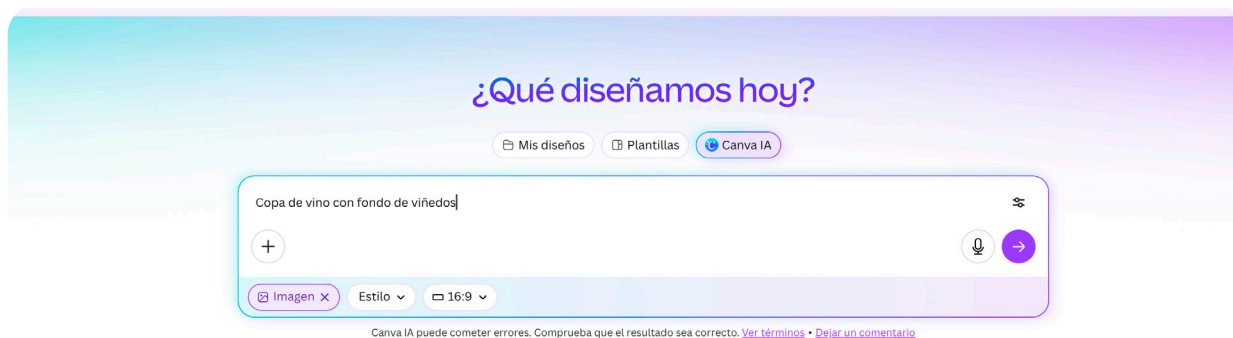 ¿Qué diseñamos hoy?
Mis diseños Plantillas Canva IA
Copa de vino con fondo de viñedos
Imagen Estilo 16:9
Canva IA puede cometer errores. Comprueba que el resultado sea correcto. Ver términos • Dejar un comentario